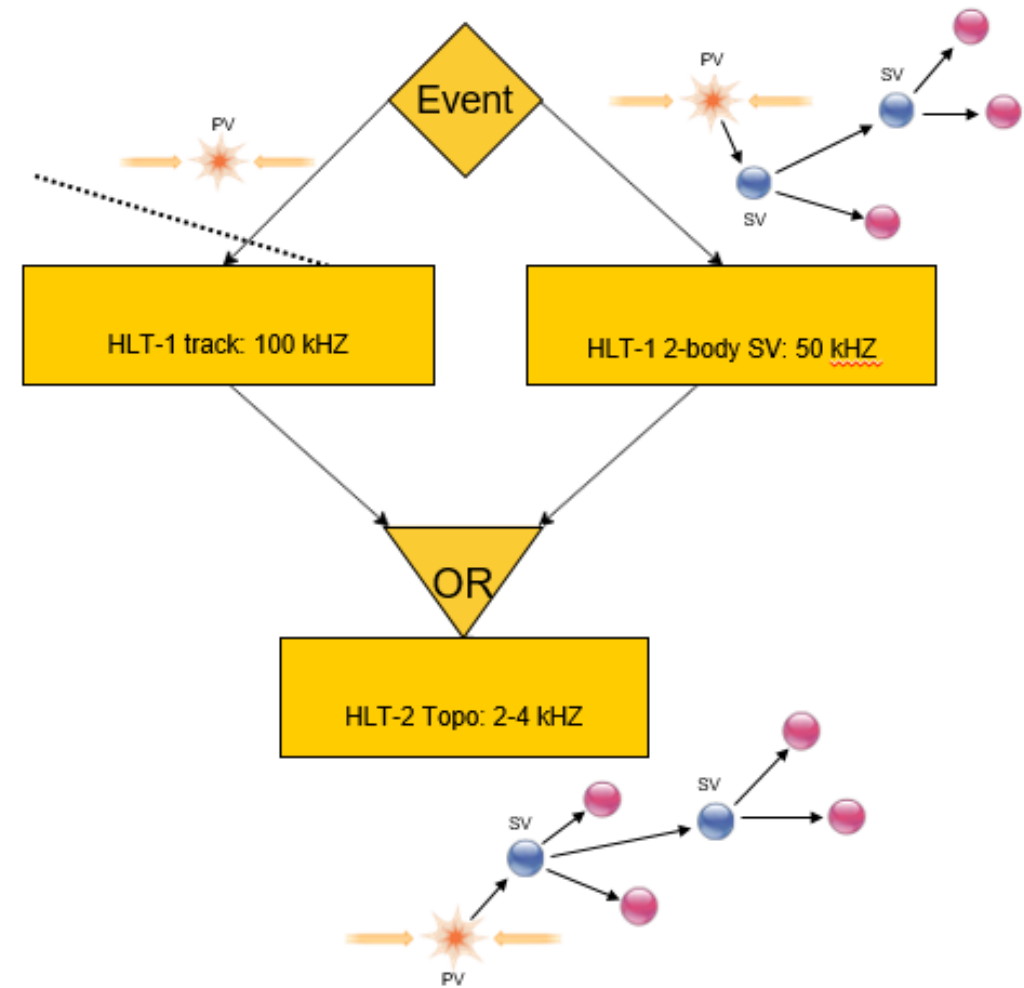 Event
PV
PV
SV
SV
HLT-1 track: 100 kHZ
HLT-1 2-body SV: 50 kHZ
OR
HLT-2 Topo: 2-4 kHZ
SV
SV
PV